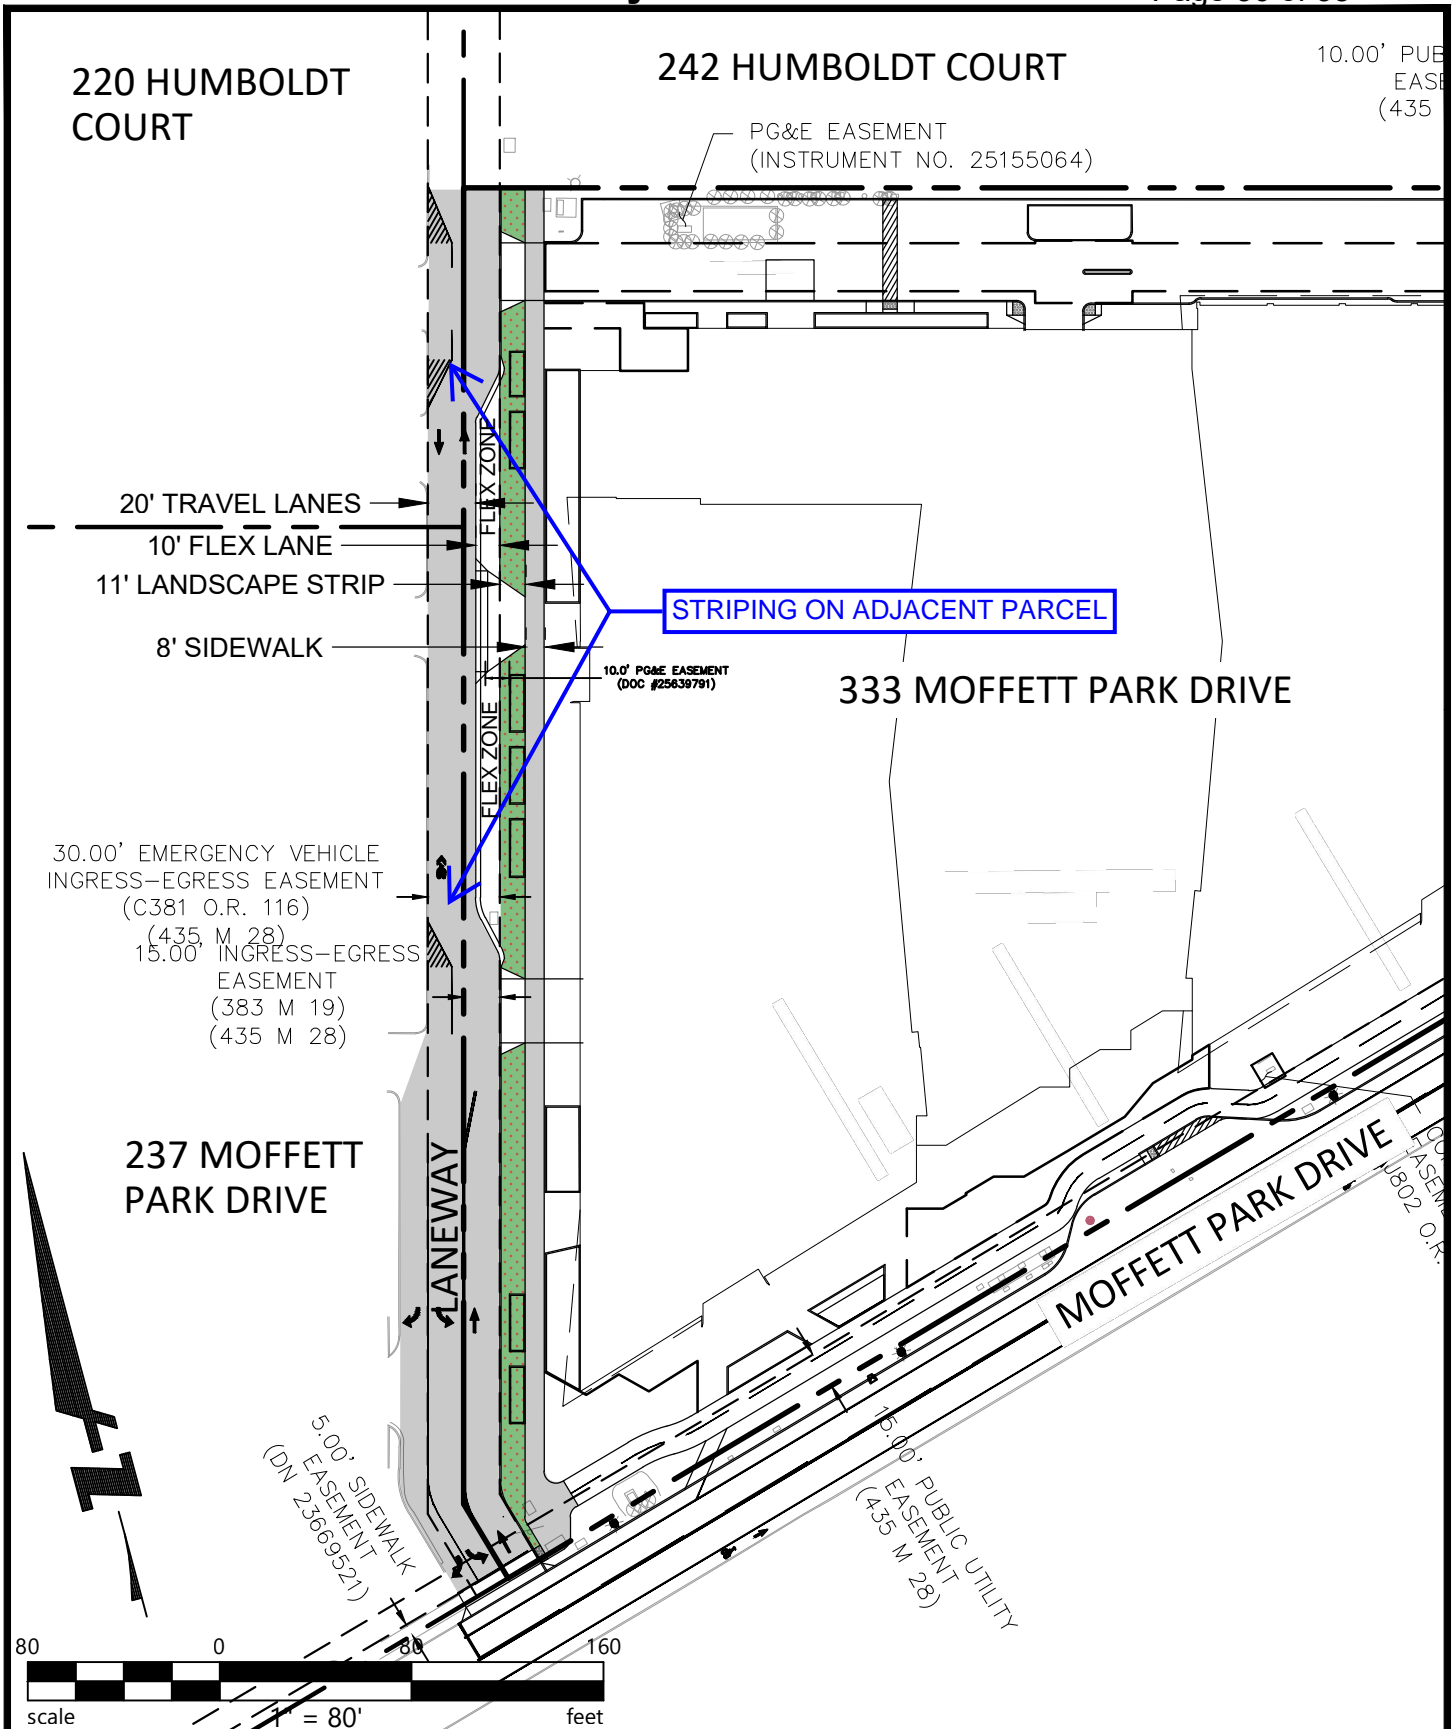 220 HUMBOLDT
COURT
242 HUMBOLDT COURT
10.00' PUB
EASE
(435
PG&E EASEMENT
(INSTRUMENT NO. 25155064)
FLEX ZONE
20' TRAVEL LANES
10' FLEX LANE
11' LANDSCAPE STRIP
8' SIDEWALK
STRIPING ON ADJACENT PARCEL
10.0' PG&E EASEMENT
(DOC #25639791)
333 MOFFETT PARK DRIVE
FLEX ZONE
30.00' EMERGENCY VEHICLE
INGRESS-EGRESS EASEMENT
(C381 O.R. 116)
(435 M 28)
15.00' INGRESS-EGRESS
EASEMENT
(383 M 19)
(435 M 28)
237 MOFFETT
PARK DRIVE
LANEWAY
MOFFETT PARK DRIVE
J802 O.R.
5.00' SIDEWALK
EASEMENT
(DN 23669521)
15.00' PUBLIC UTILITY
EASEMENT
(435 M 28)
80 0 80 160
scale 1" = 80' feet